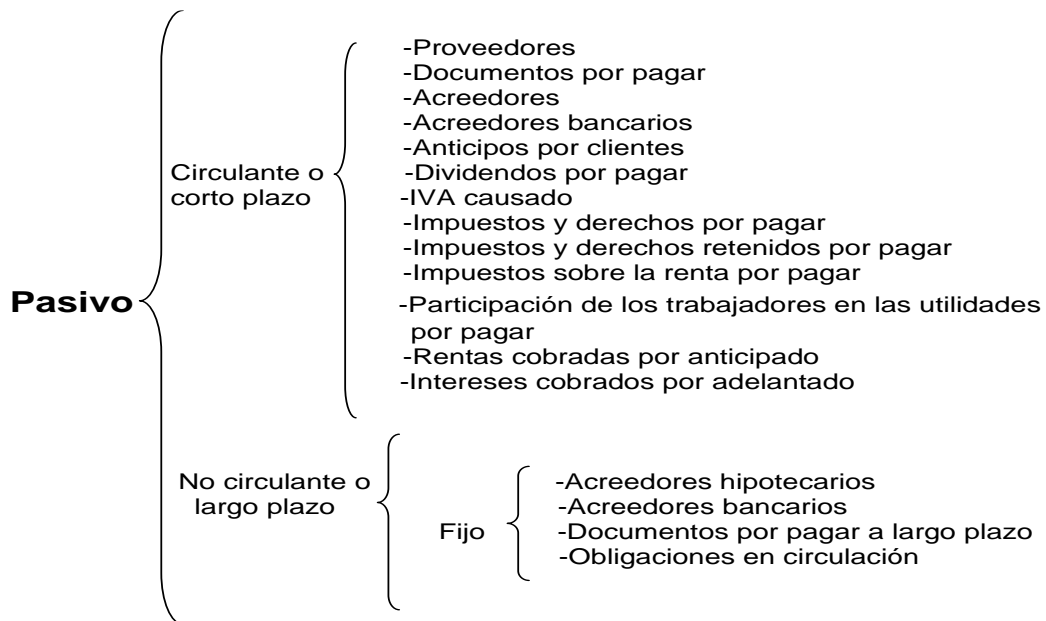 Pasivo
Circulante o
corto plazo
-Proveedores
-Documentos por pagar
-Acreedores
-Acreedores bancarios
-Anticipos por clientes
-Dividendos por pagar
-IVA causado
-Impuestos y derechos por pagar
-Impuestos y derechos retenidos por pagar
-Impuestos sobre la renta por pagar
-Participación de los trabajadores en las utilidades
por pagar
-Rentas cobradas por anticipado
-Intereses cobrados por adelantado
No circulante o
largo plazo
Fijo
-Acreedores hipotecarios
-Acreedores bancarios
-Documentos por pagar a largo plazo
-Obligaciones en circulación